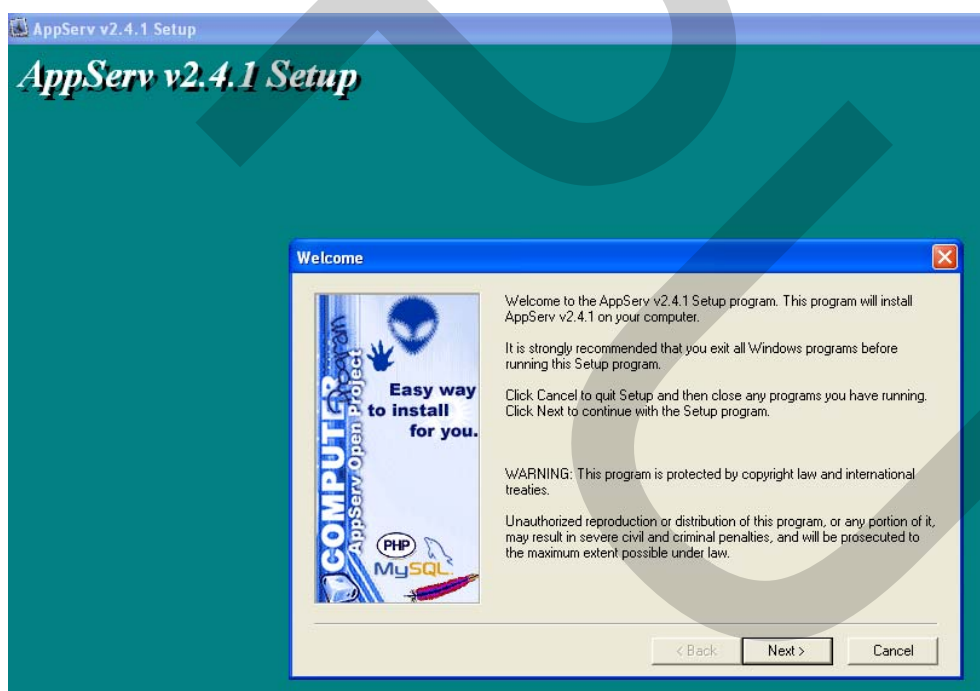 AppServ v2.4.1 Setup
AppServ v2.4.1 Setup
Welcome
Welcome to the AppServ v2.4.1 Setup program. This program will install
AppServ v2.4.1 on your computer.
It is strongly recommended that you exit all Windows programs before
running this Setup program.
Click Cancel to quit Setup and then close any programs you have running.
Click Next to continue with the Setup program.
WARNING: This program is protected by copyright law and international
treaties.
Unauthorized reproduction or distribution of this program, or any portion of it,
may result in severe civil and criminal penalties, and will be prosecuted to
the maximum extent possible under law.
COMPUTER
Program
AppServ Open Project
Easy way
to install
for you.
PHP
MySQL
< Back
Next >
Cancel